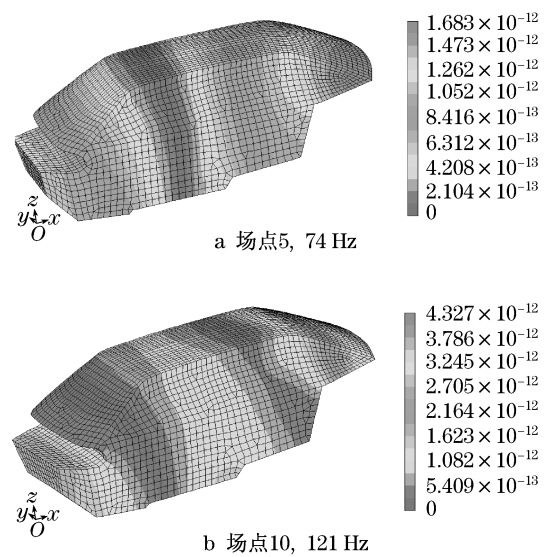 1.683×10⁻¹²
1.473×10⁻¹²
1.262×10⁻¹²
1.052×10⁻¹²
8.416×10⁻¹³
6.312×10⁻¹³
4.208×10⁻¹³
2.104×10⁻¹³
0
z
y x
O
a 场点5, 74 Hz
4.327×10⁻¹²
3.786×10⁻¹²
3.245×10⁻¹²
2.705×10⁻¹²
2.164×10⁻¹²
1.623×10⁻¹²
1.082×10⁻¹²
5.409×10⁻¹³
0
z
y x
O
b 场点10, 121 Hz